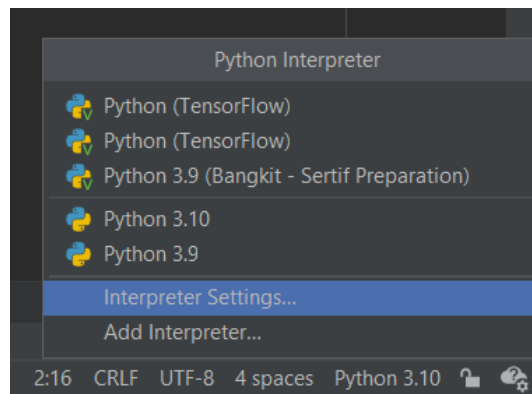 Python Interpreter
Python (TensorFlow)
Python (TensorFlow)
Python 3.9 (Bangkit - Sertif Preparation)
Python 3.10
Python 3.9
Interpreter Settings...
Add Interpreter...
2:16 CRLF UTF-8 4 spaces Python 3.10